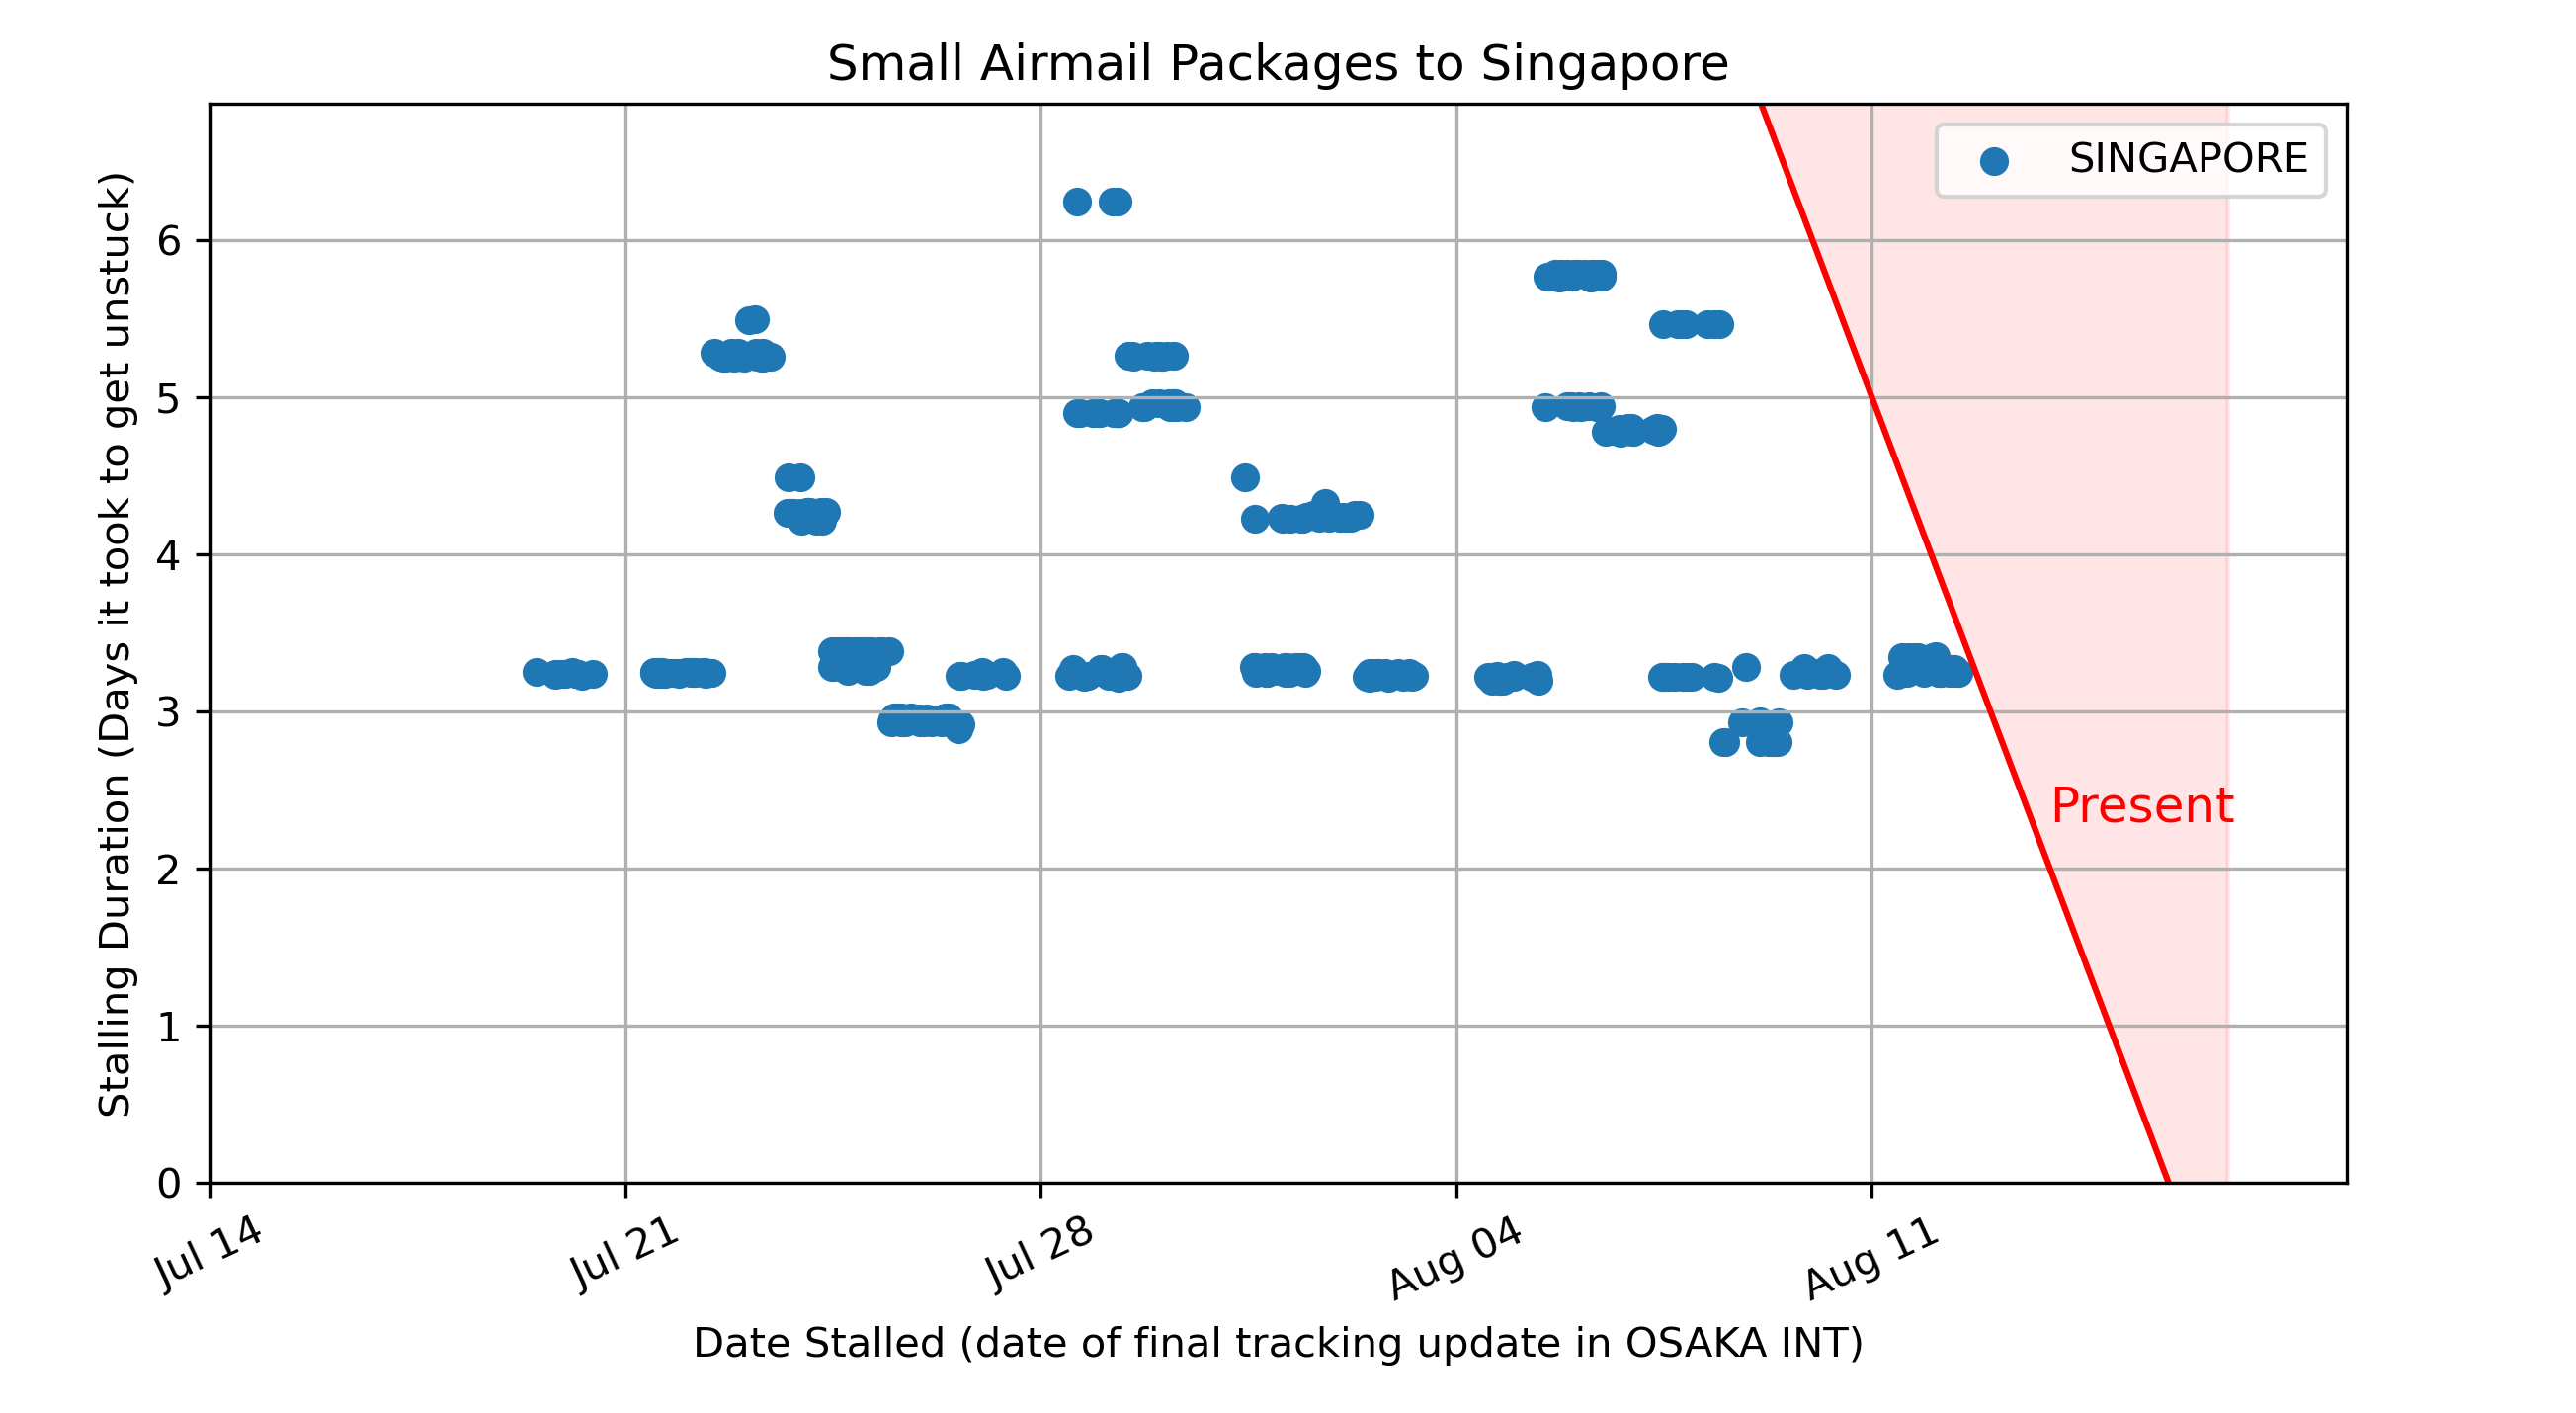 Small Airmail Packages to Singapore
SINGAPORE
Stalling Duration (Days it took to get unstuck)
6
5
4
3
2
1
0
Present
Jul 14
Jul 21
Jul 28
Aug 04
Aug 11
Date Stalled (date of final tracking update in OSAKA INT)